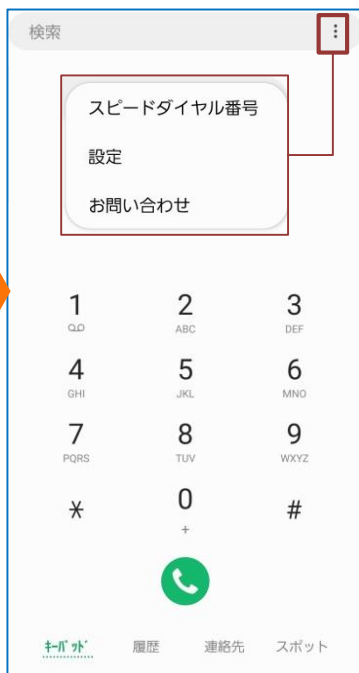 検索
スピードダイヤル番号
設定
お問い合わせ
1 2 3
ABC DEF
4 5 6
GHI JKL MNO
7 8 9
PQRS TUV WXYZ
* 0 #
+
キーパッド 履歴 連絡先 スポット